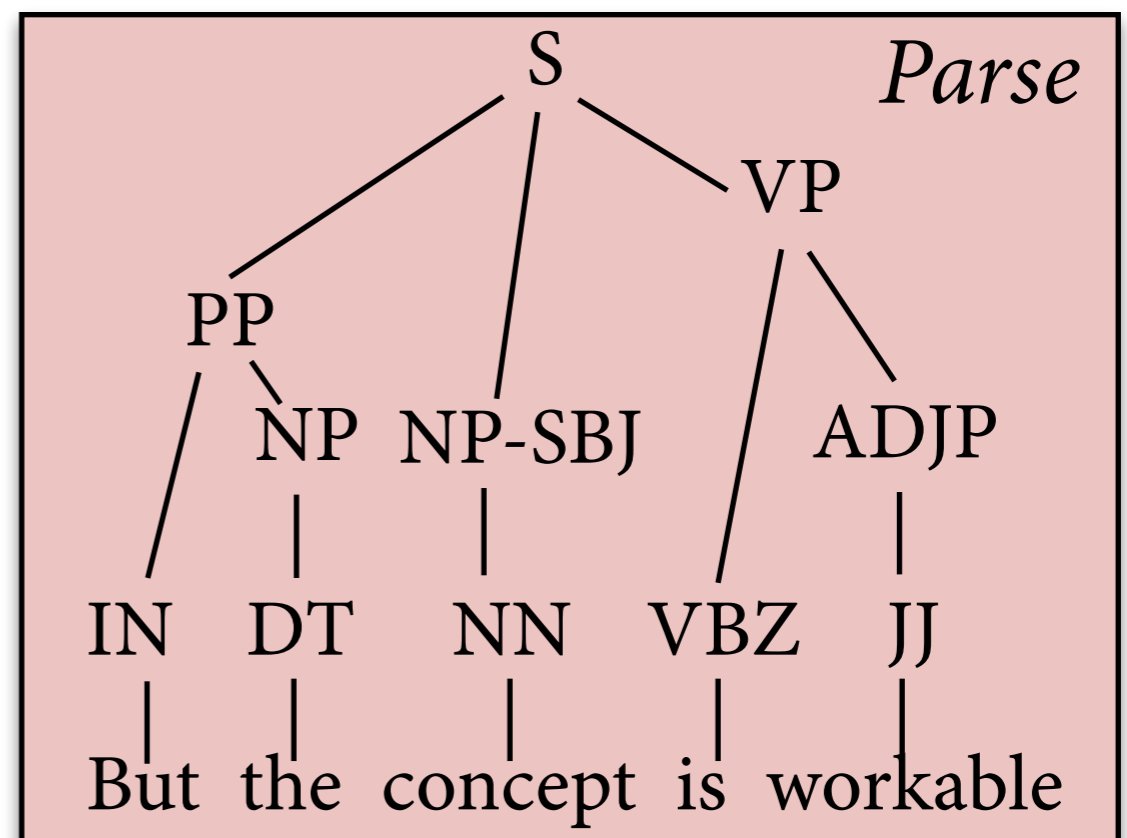 S Parse
VP
PP
NP NP-SBJ ADJP
IN DT NN VBZ JJ
But the concept is workable